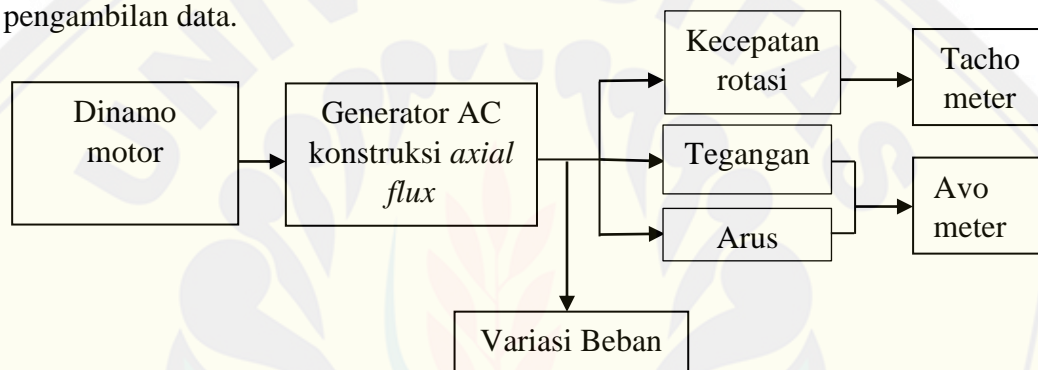 pengambilan data.
Dinamo
motor
Generator AC
konstruksi axial
flux
Kecepatan
rotasi
Tacho
meter
Tegangan
Arus
Avo
meter
Variasi Beban